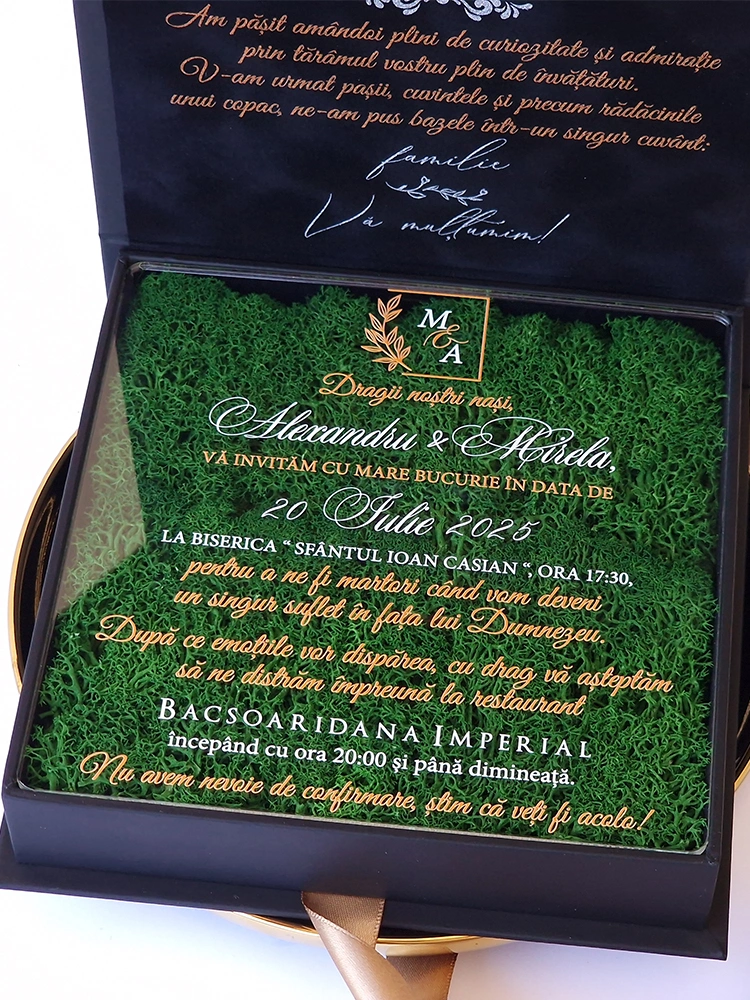 Am pășit amândoi plini de curiozitate și admirație
prin tărâmul vostru plin de învățături.
V-am urmat pașii, cuvintele și precum rădăcinile
unui copac, ne-am pus bazele într-un singur cuvânt:
familie
Vă mulțumim!
M
&
A
Dragii noștri nași,
Alexandru & Mirela,
VĂ INVITĂM CU MARE BUCURIE ÎN DATA DE
20 Iulie 2025
LA BISERICA “ SFÂNTUL IOAN CASIAN “, ORA 17:30,
pentru a ne fi martori când vom deveni
un singur suflet în fața lui Dumnezeu.
După ce emoțiile vor dispărea, cu drag vă așteptăm
să ne distrăm împreună la restaurant
BACSOARIDANA IMPERIAL
începând cu ora 20:00 și până dimineață.
Nu avem nevoie de confirmare, știm că veți fi acolo!